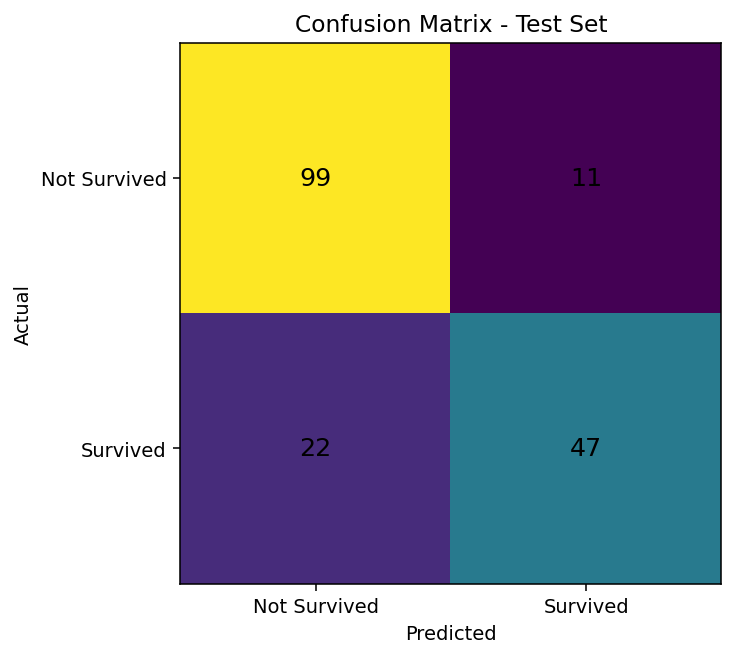 Confusion Matrix - Test Set
Not Survived
99
11
Actual
Survived
22
47
Not Survived
Survived
Predicted